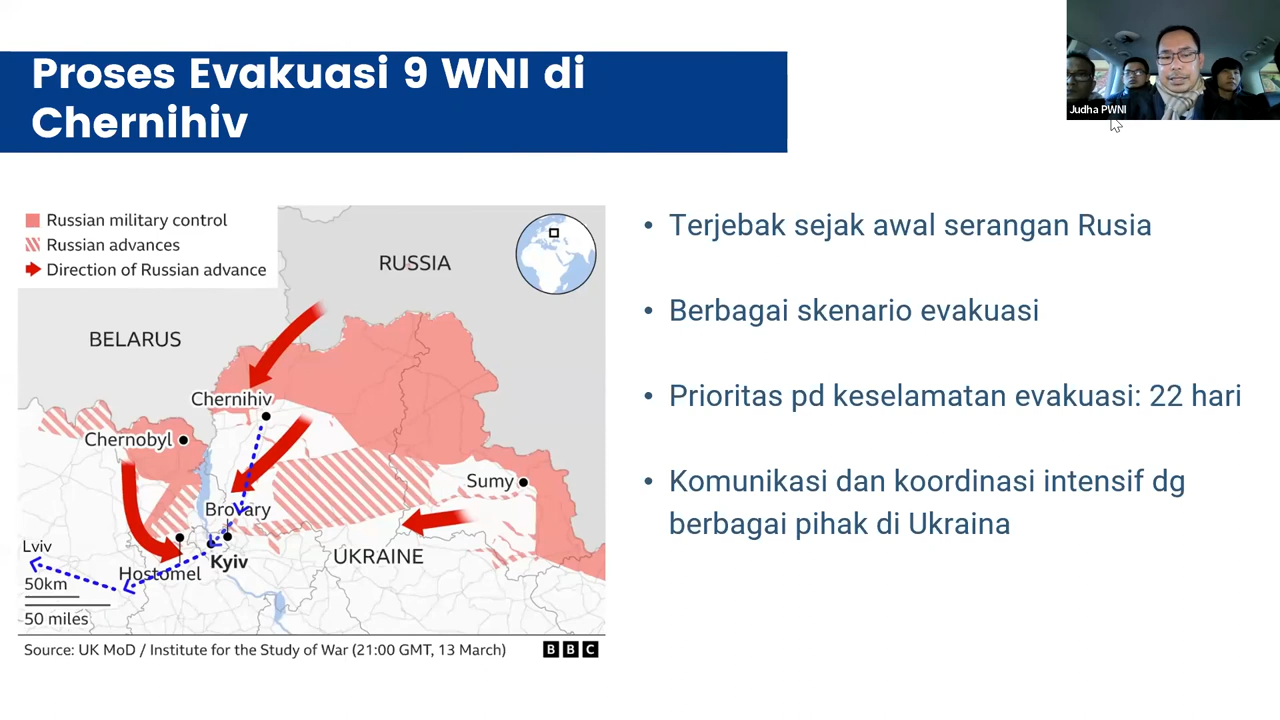 Proses Evakuasi 9 WNI di
Chernihiv
Judha PWNI
Russian military control
Russian advances
Direction of Russian advance
RUSSIA
BELARUS
Chernihiv
Chernobyl
Sumy
Brovary
Lviv
Hostomel
Kyiv
UKRAINE
50km
50 miles
Source: UK MoD / Institute for the Study of War (21:00 GMT, 13 March)
BBC
• Terjebak sejak awal serangan Rusia
• Berbagai skenario evakuasi
• Prioritas pd keselamatan evakuasi: 22 hari
• Komunikasi dan koordinasi intensif dg
berbagai pihak di Ukraina